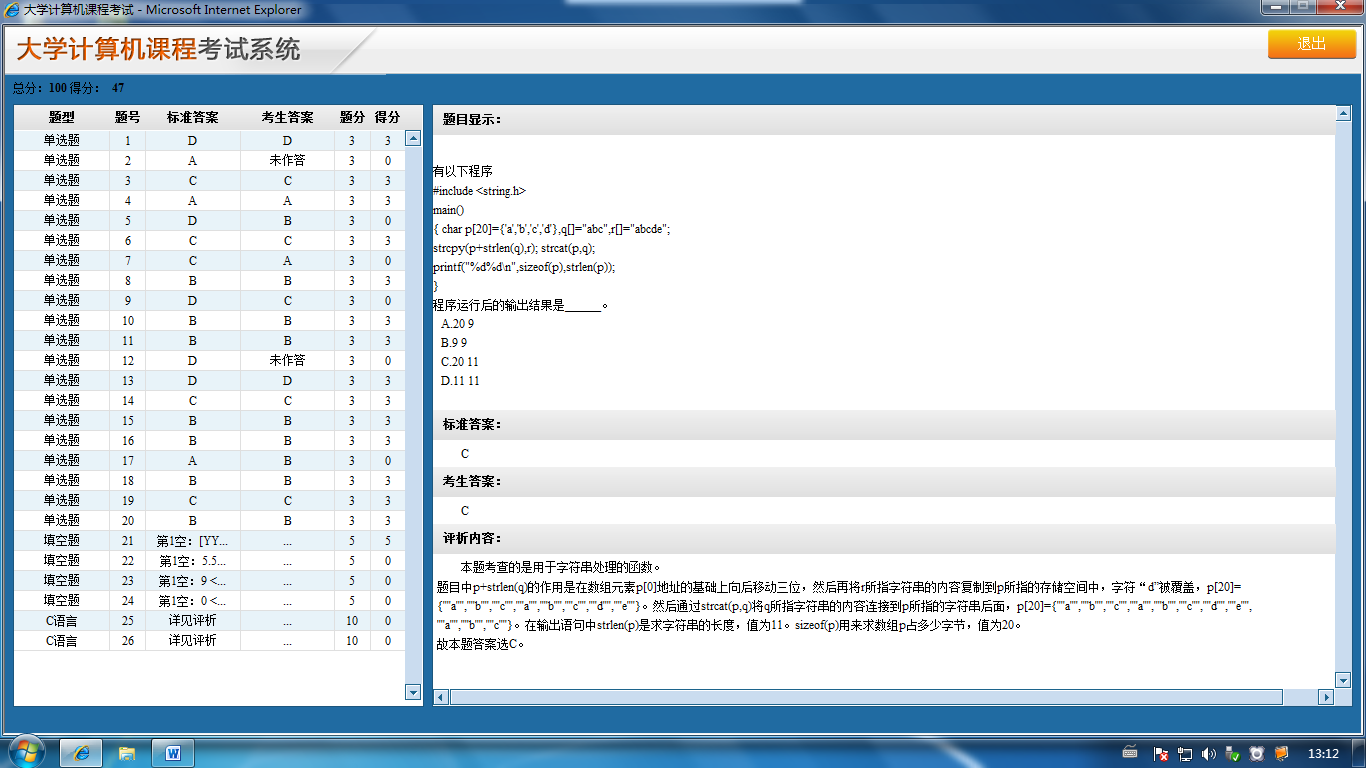 大学计算机课程考试 - Microsoft Internet Explorer
大学计算机课程考试系统
退出
总分：100 得分： 47
题型 题号 标准答案 考生答案 题分 得分
单选题 1 D D 3 3
单选题 2 A 未作答 3 0
单选题 3 C C 3 3
单选题 4 A A 3 3
单选题 5 D B 3 0
单选题 6 C C 3 3
单选题 7 C A 3 0
单选题 8 B B 3 3
单选题 9 D C 3 0
单选题 10 B B 3 3
单选题 11 B B 3 3
单选题 12 D 未作答 3 0
单选题 13 D D 3 3
单选题 14 C C 3 3
单选题 15 B B 3 3
单选题 16 B B 3 3
单选题 17 A B 3 0
单选题 18 B B 3 3
单选题 19 C C 3 3
单选题 20 B B 3 3
填空题 21 第1空：[YY... ... 5 5
填空题 22 第1空：5.5... ... 5 0
填空题 23 第1空：9 <... ... 5 0
填空题 24 第1空：0 <... ... 5 0
C语言 25 详见评析 ... 10 0
C语言 26 详见评析 ... 10 0
题目显示：
有以下程序
#include <string.h>
main()
{ char p[20]={'a','b','c','d'},q[]="abc",r[]="abcde";
strcpy(p+strlen(q),r); strcat(p,q);
printf("%d%d\n",sizeof(p),strlen(p));
}
程序运行后的输出结果是______。
A.20 9
B.9 9
C.20 11
D.11 11
标准答案：
C
考生答案：
C
评析内容：
本题考查的是用于字符串处理的函数。
题目中p+strlen(q)的作用是在数组元素p[0]地址的基础上向后移动三位，然后再将r所指字符串的内容复制到p所指的存储空间中，字符“d”被覆盖，p[20]=
{""a"",""b"",""c"",""a"",""b"",""c"",""d"",""e""}。然后通过strcat(p,q)将q所指字符串的内容连接到p所指的字符串后面，p[20]={""a"",""b"",""c"",""a"",""b"",""c"",""d"",""e"",
""a"",""b"",""c""}。在输出语句中strlen(p)是求字符串的长度，值为11。sizeof(p)用来求数组p占多少字节，值为20。
故本题答案选C。
13:12